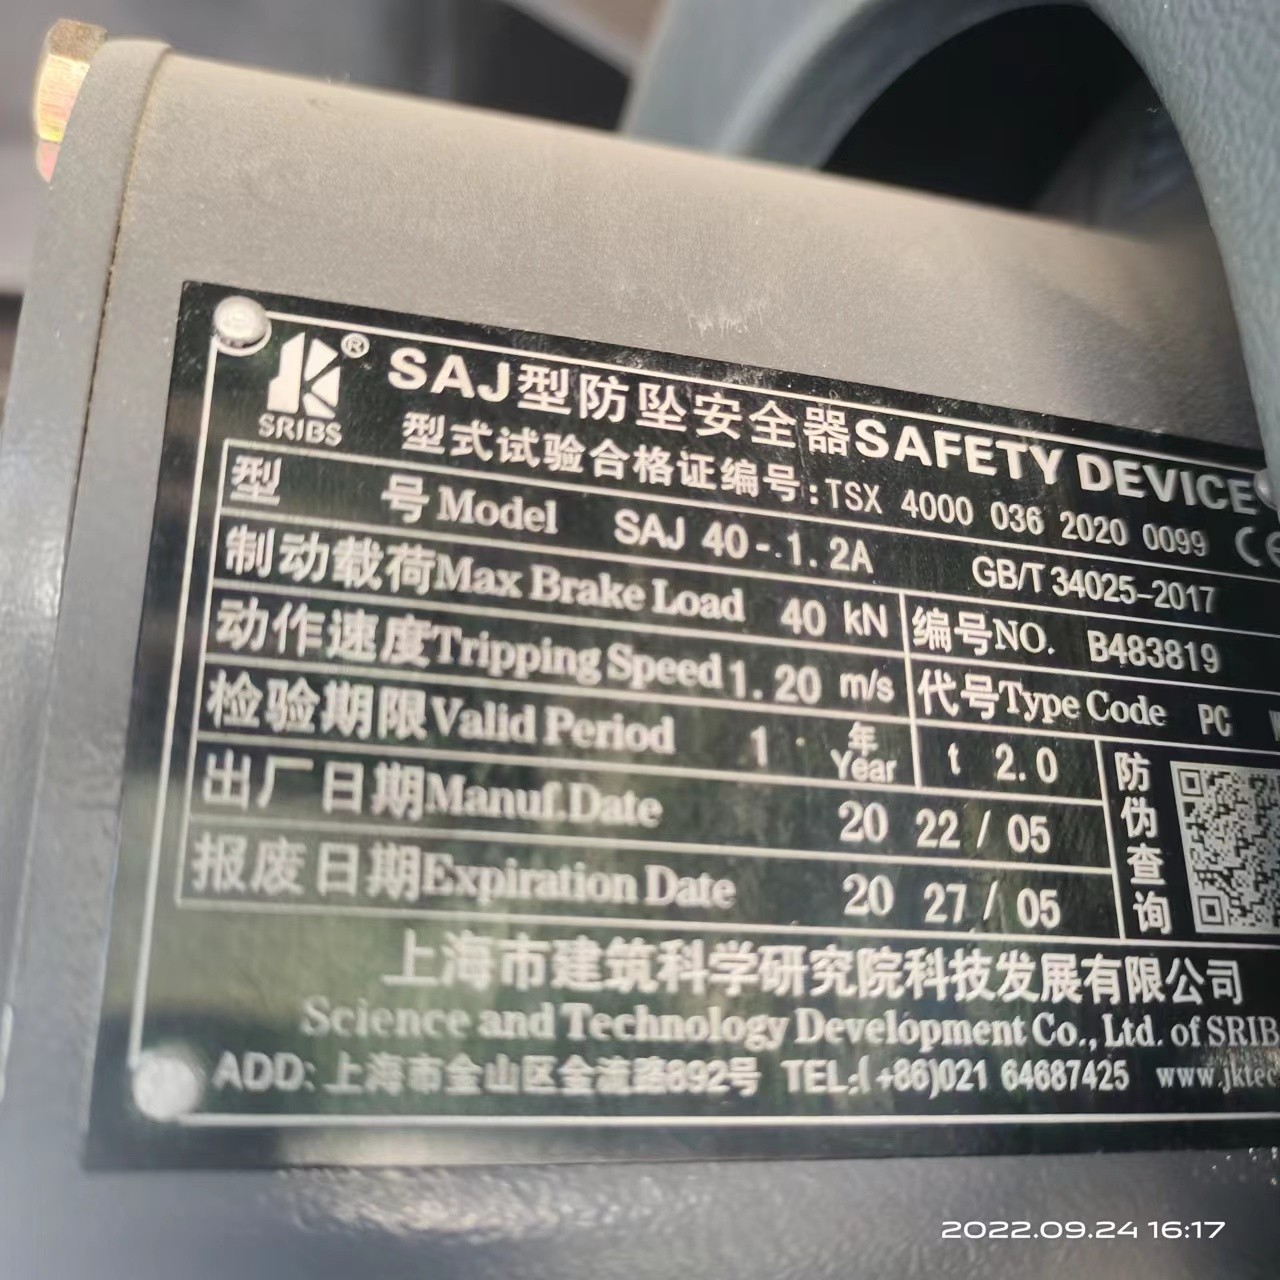 SRIBS
®
SAJ型防坠安全器SAFETY DEVICE
型式试验合格证编号:TSX 4000 036 2020 0099 CE
型 号Model SAJ 40-1.2A GB/T 34025-2017
制动载荷Max Brake Load 40 kN 编号NO. B483819
动作速度Tripping Speed 1.20 m/s 代号Type Code PC
检验期限Valid Period 1 年 Year t 2.0
出厂日期Manuf.Date 20 22 / 05
报废日期Expiration Date 20 27 / 05
防伪查询
上海市建筑科学研究院科技发展有限公司
Science and Technology Development Co., Ltd. of SRIB
ADD: 上海市金山区金流路892号 TEL:(+86)021 64687425 www.jktec
2022.09.24 16:17